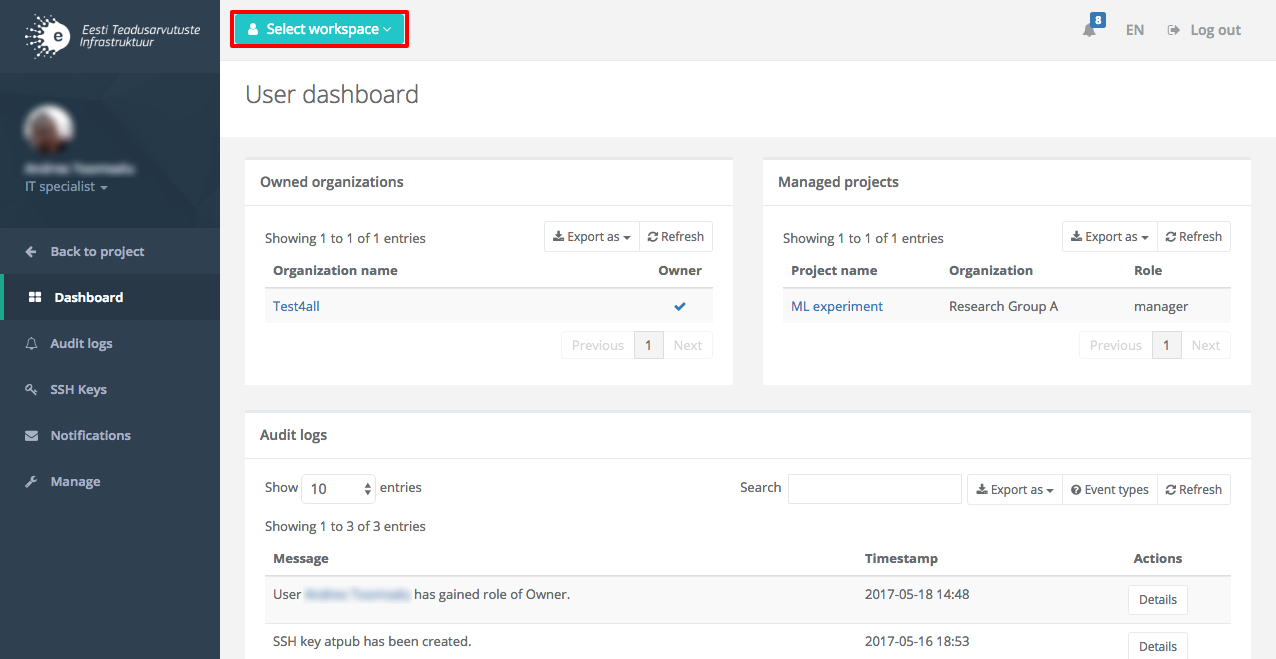 e
Eesti Teadusarvutuste
Infrastruktuur
Select workspace
8
EN
Log out
IT specialist
Back to project
Dashboard
Audit logs
SSH Keys
Notifications
Manage
User dashboard
Owned organizations
Showing 1 to 1 of 1 entries
Export as
Refresh
Organization name Owner
Test4all
Previous 1 Next
Managed projects
Showing 1 to 1 of 1 entries
Export as
Refresh
Project name Organization Role
ML experiment Research Group A manager
Previous 1 Next
Audit logs
Show 10 entries
Search
Export as
Event types
Refresh
Showing 1 to 3 of 3 entries
Message Timestamp Actions
User has gained role of Owner. 2017-05-18 14:48 Details
SSH key atpub has been created. 2017-05-16 18:53 Details